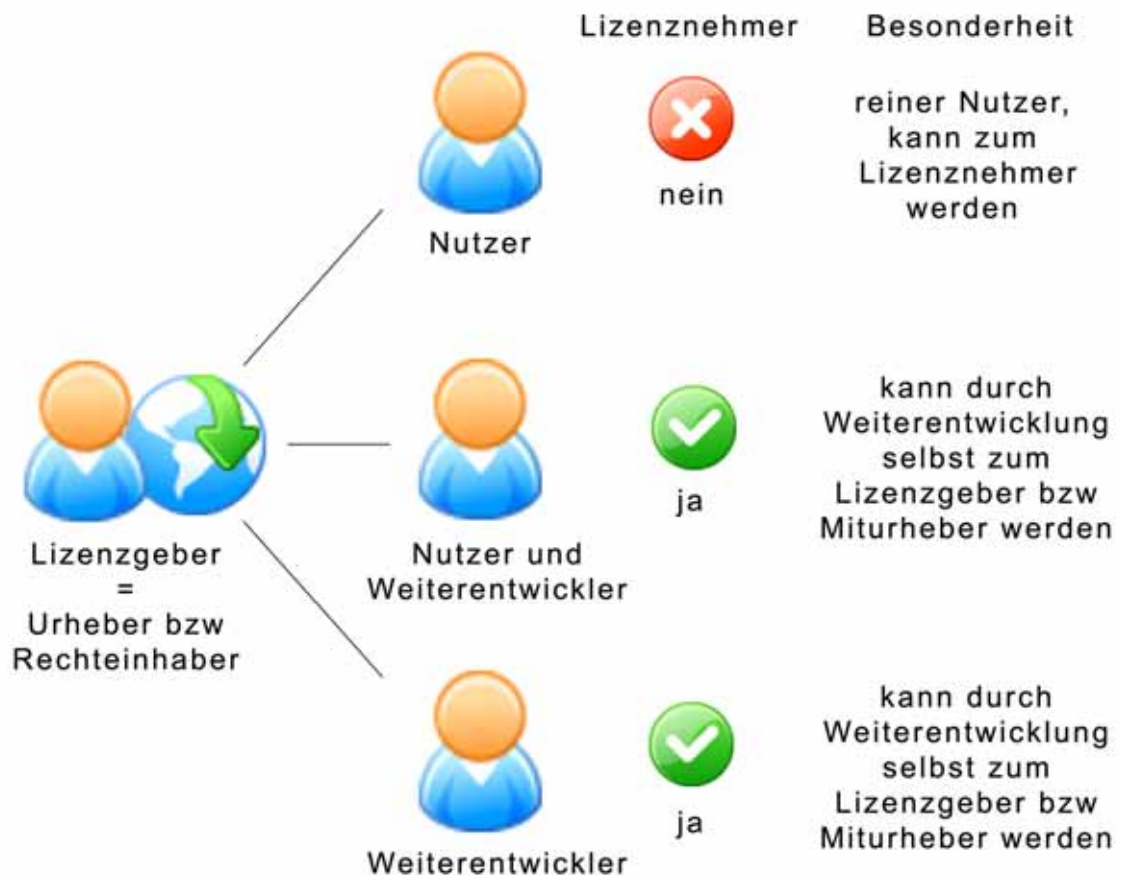 Lizenznehmer
Besonderheit
reiner Nutzer,
kann zum
Lizenznehmer
werden
nein
Nutzer
kann durch
Weiterentwicklung
selbst zum
Lizenzgeber bzw
Miturheber werden
ja
Nutzer und
Weiterentwickler
Lizenzgeber
=
Urheber bzw
Rechteinhaber
kann durch
Weiterentwicklung
selbst zum
Lizenzgeber bzw
Miturheber werden
ja
Weiterentwickler